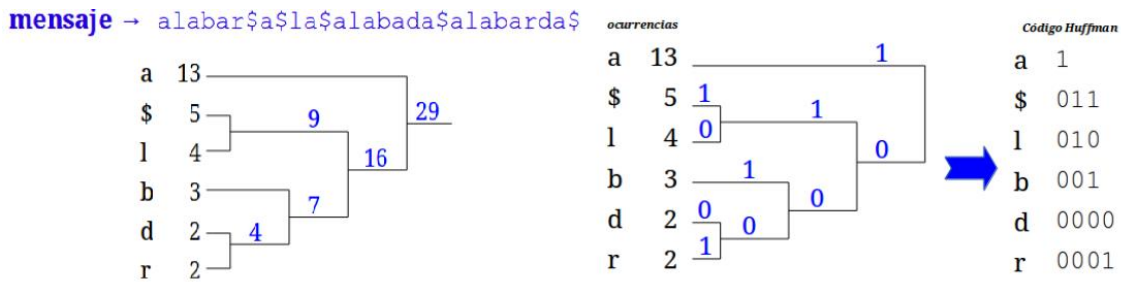 mensaje → alabar$a$la$alabada$alabarda$
a 13
$ 5
l 4
b 3
d 2
r 2
9
4
7
16
29
ocurrencias
a 13 1
$ 5 1
l 4 0
b 3 1
d 2 0
r 2 1
1
0
0
0
Código Huffman
a 1
$ 011
l 010
b 001
d 0000
r 0001